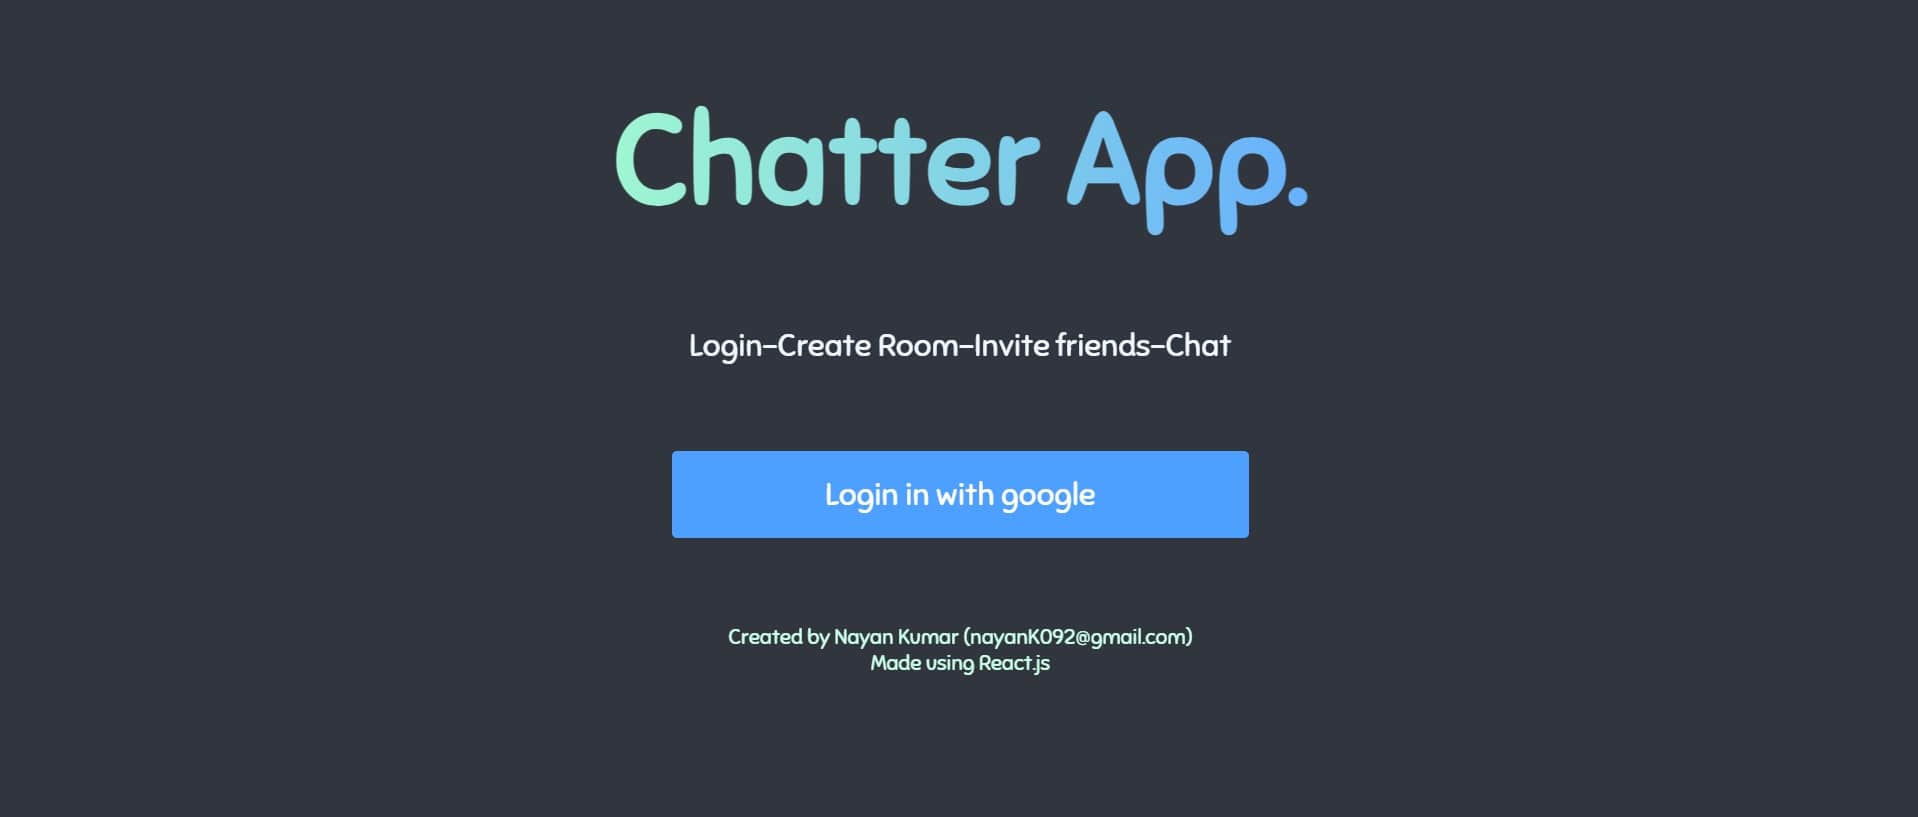 Chatter App.
Login-Create Room-Invite friends-Chat
Login in with google
Created by Nayan Kumar (nayanK092@gmail.com)
Made using React.js